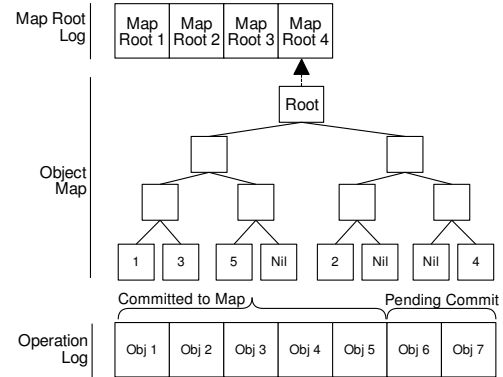 Map Root
Log
Map
Root 1
Map
Root 2
Map
Root 3
Map
Root 4
Root
Object
Map
1
3
5
Nil
2
Nil
Nil
4
Committed to Map
Pending Commit
Operation
Log
Obj 1
Obj 2
Obj 3
Obj 4
Obj 5
Obj 6
Obj 7